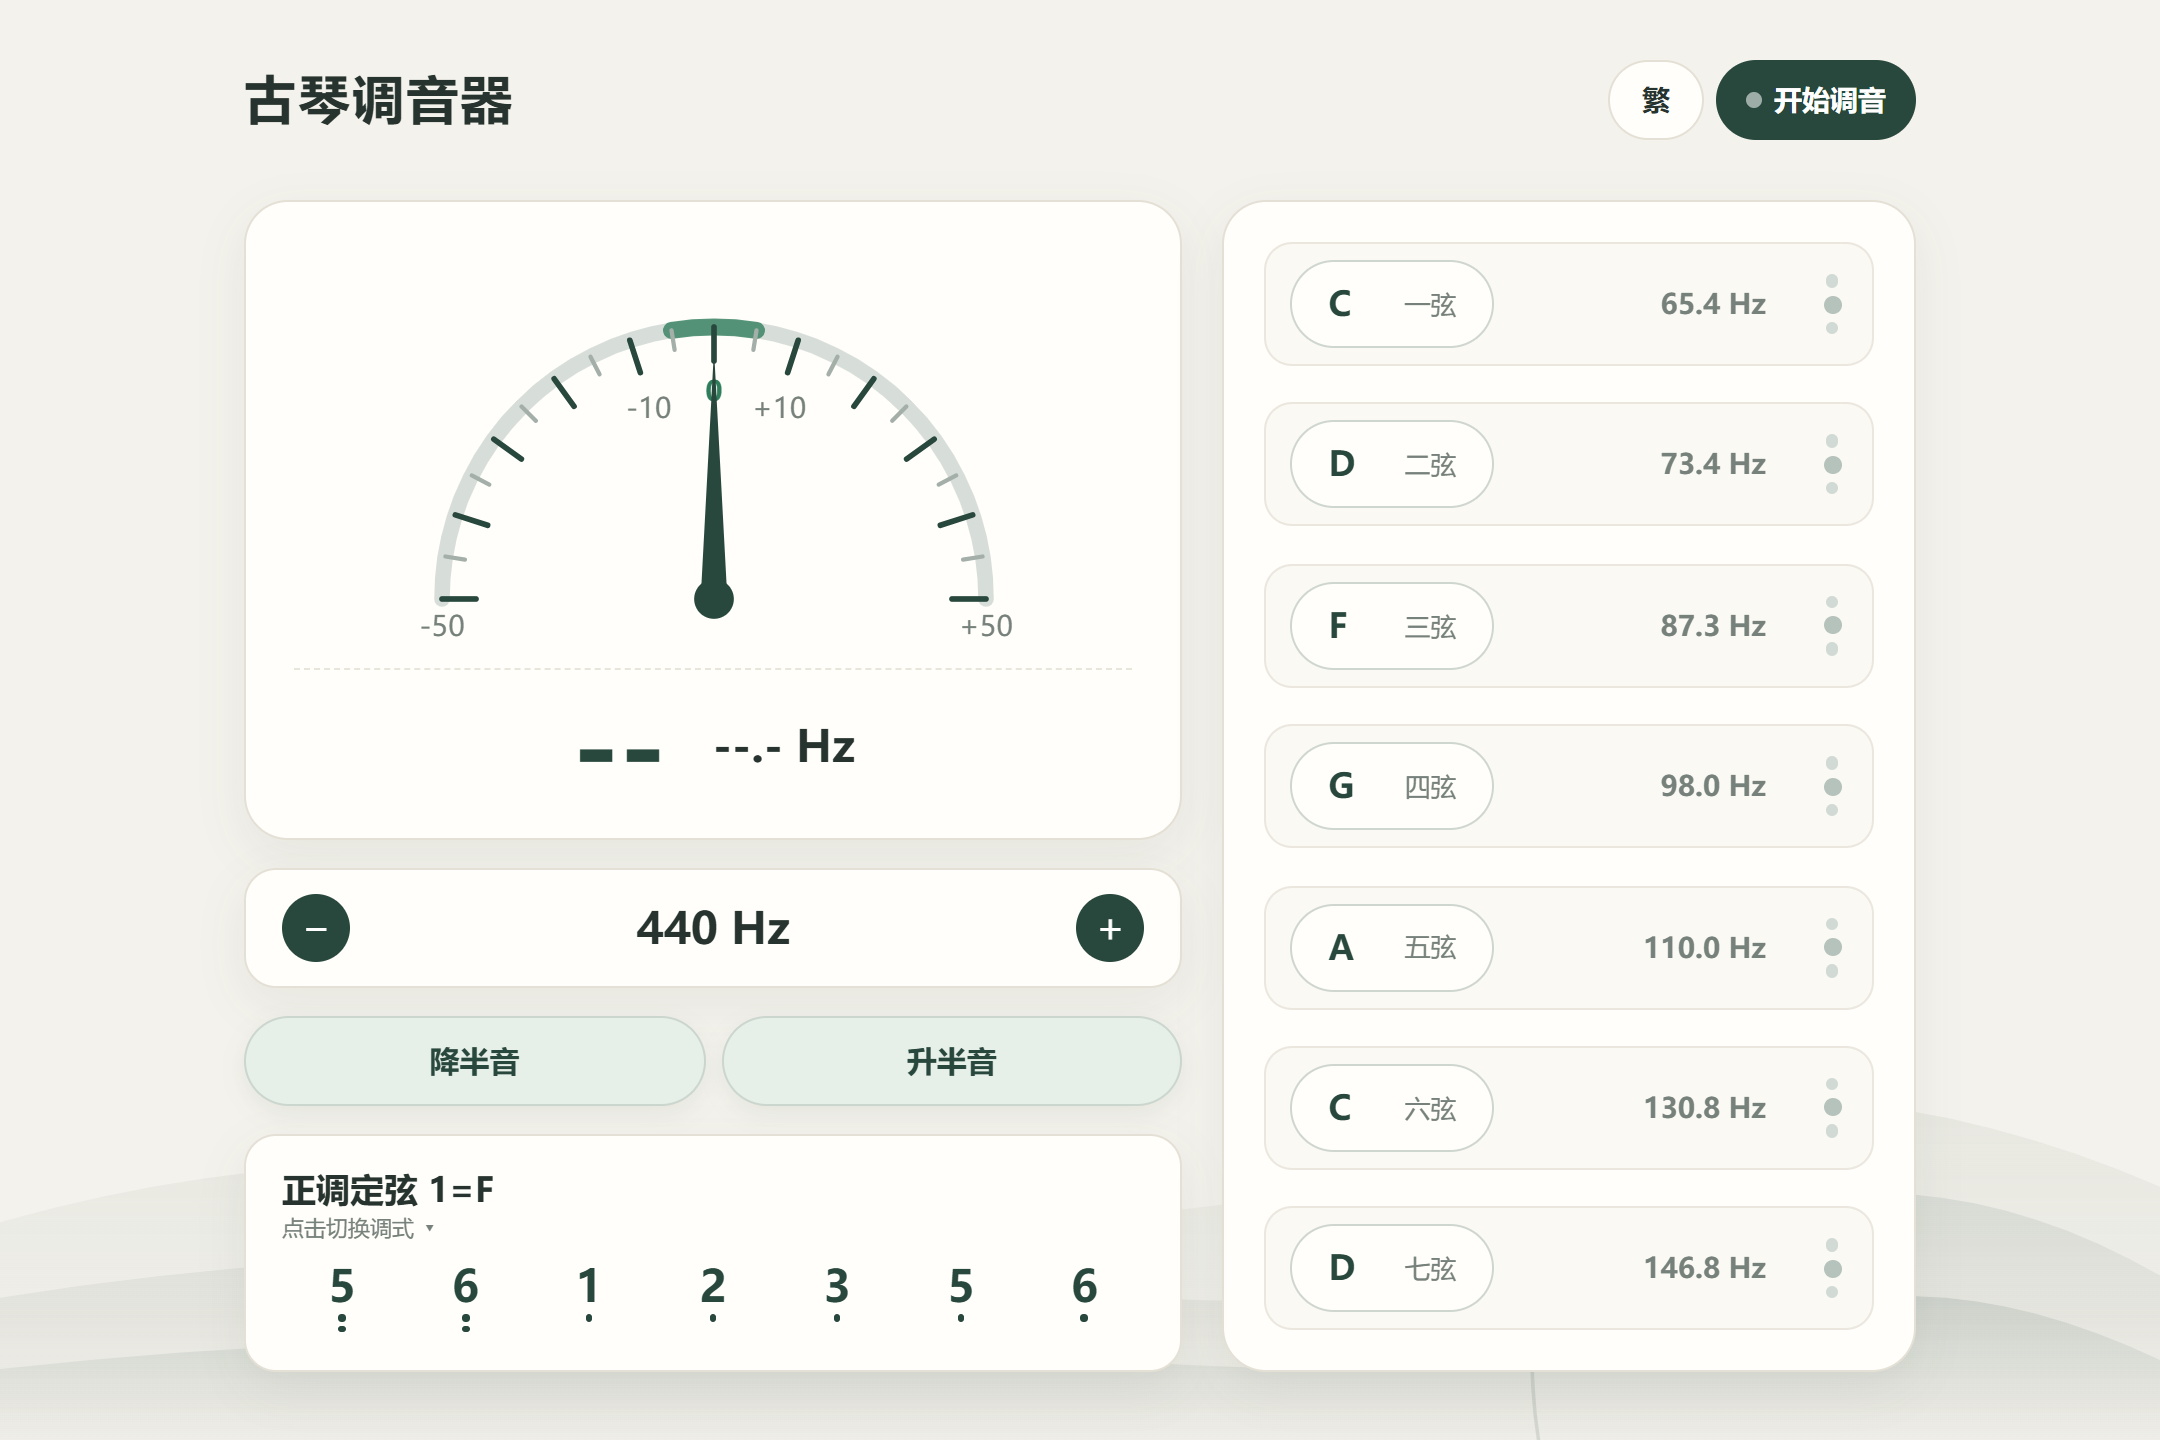 古琴调音器
繁
开始调音
-10 0 +10
-50 +50
-- --.- Hz
− 440 Hz +
降半音 升半音
正调定弦 1=F
点击切换调式 ▾
5 6 1 2 3 5 6
C 一弦 65.4 Hz
D 二弦 73.4 Hz
F 三弦 87.3 Hz
G 四弦 98.0 Hz
A 五弦 110.0 Hz
C 六弦 130.8 Hz
D 七弦 146.8 Hz